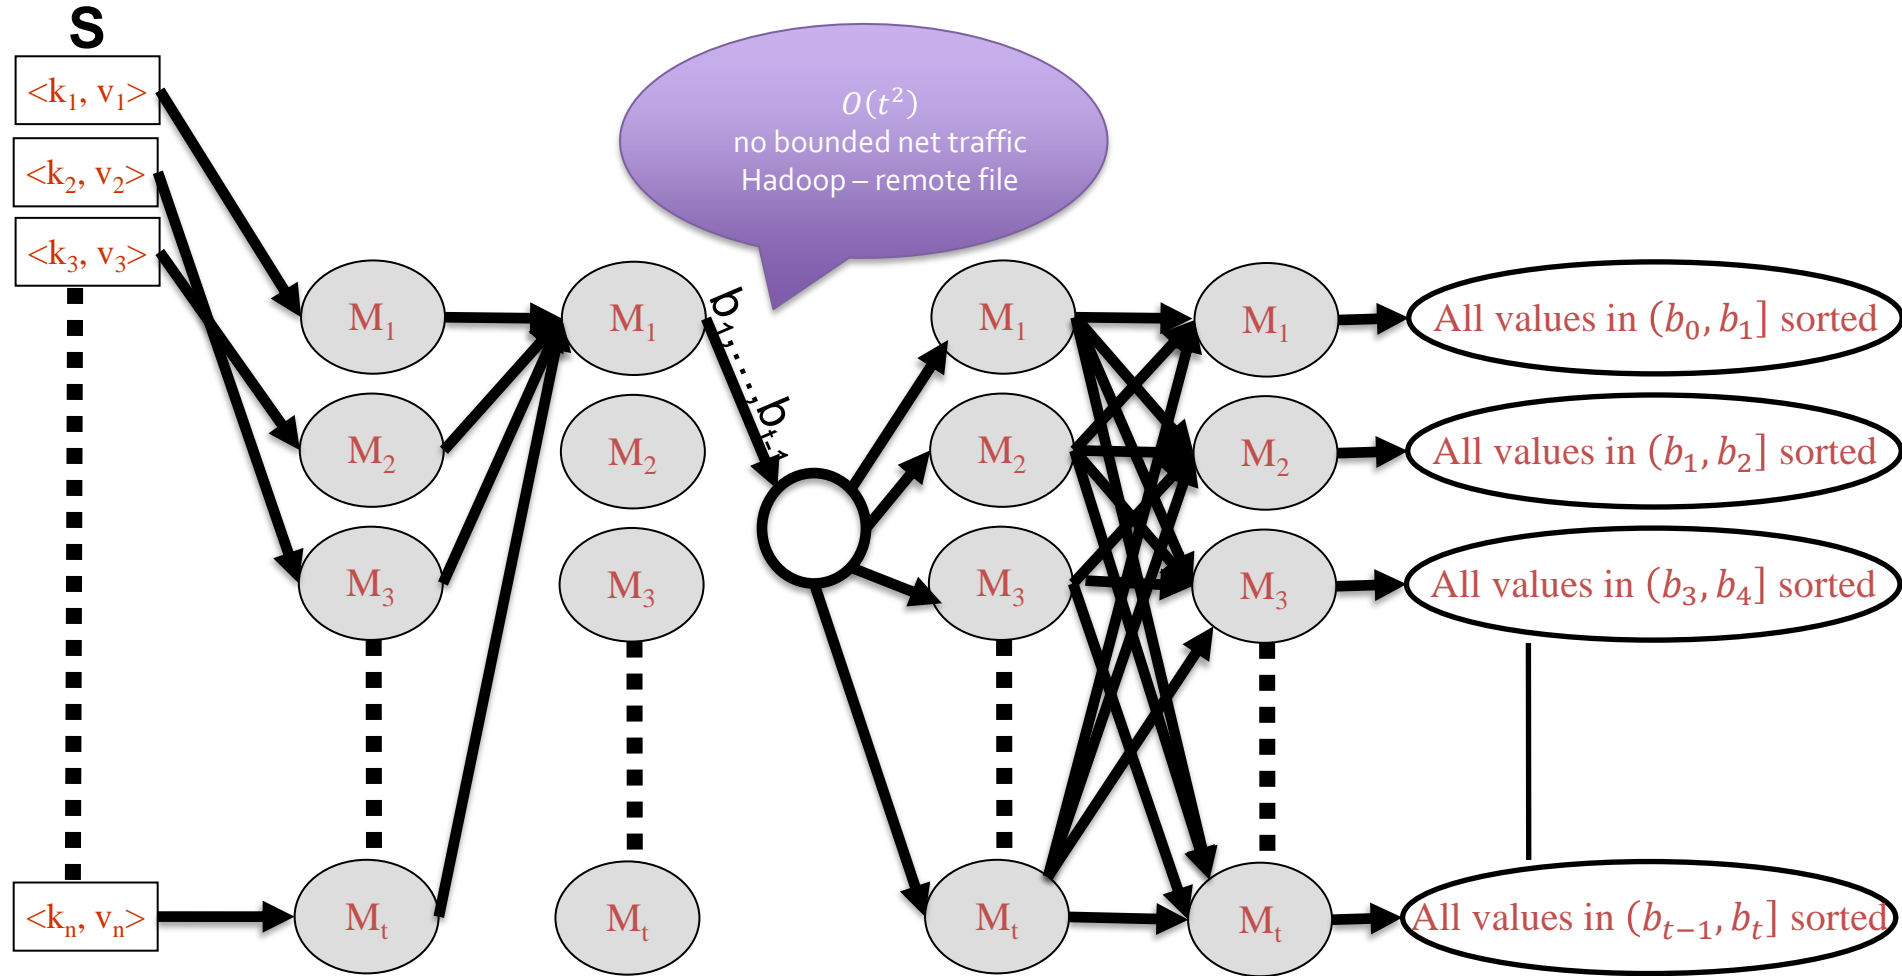 S
<k₁, v₁>
<k₂, v₂>
<k₃, v₃>
<kₙ, vₙ>
O(t²)
no bounded net traffic
Hadoop – remote file
M₁
M₂
M₃
Mₜ
M₁
M₂
M₃
Mₜ
b₁,…,bₜ₋₁
M₁
M₂
M₃
Mₜ
M₁
M₂
M₃
Mₜ
All values in (b₀, b₁] sorted
All values in (b₁, b₂] sorted
All values in (b₃, b₄] sorted
All values in (bₜ₋₁, bₜ] sorted